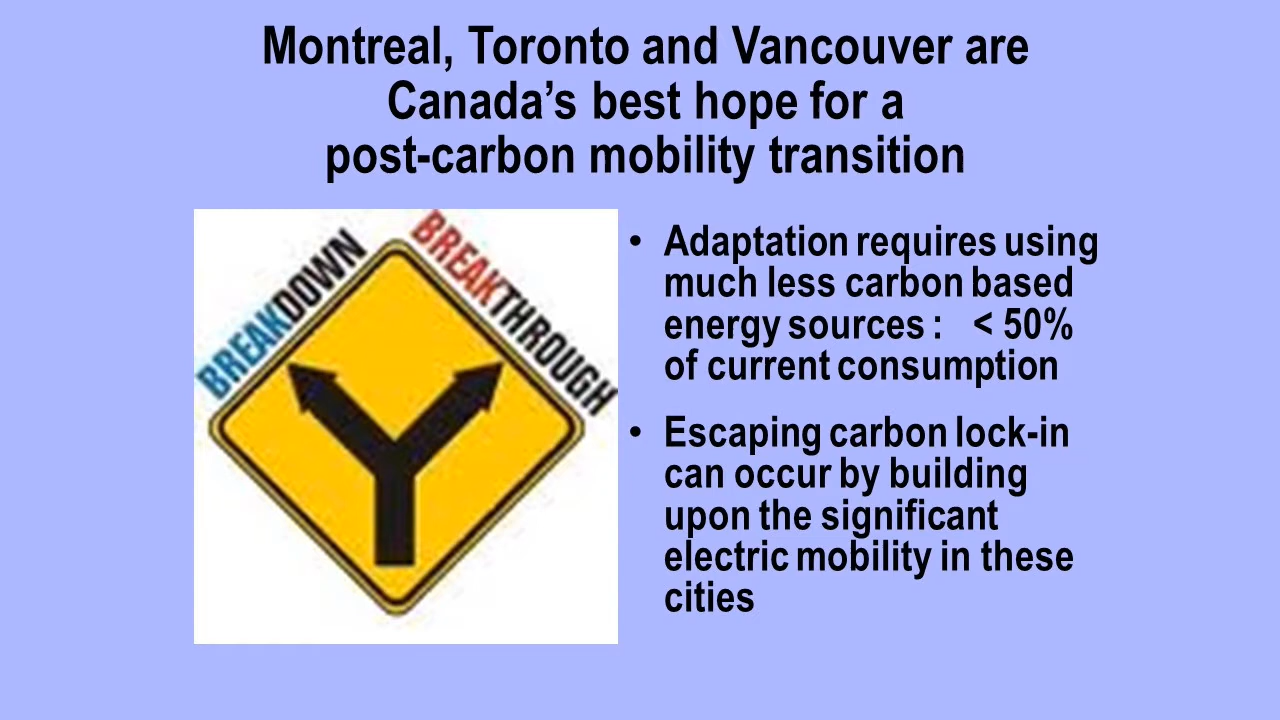 Montreal, Toronto and Vancouver are
Canada’s best hope for a
post-carbon mobility transition
BREAKDOWN
BREAKTHROUGH
• Adaptation requires using
much less carbon based
energy sources : < 50%
of current consumption
• Escaping carbon lock-in
can occur by building
upon the significant
electric mobility in these
cities